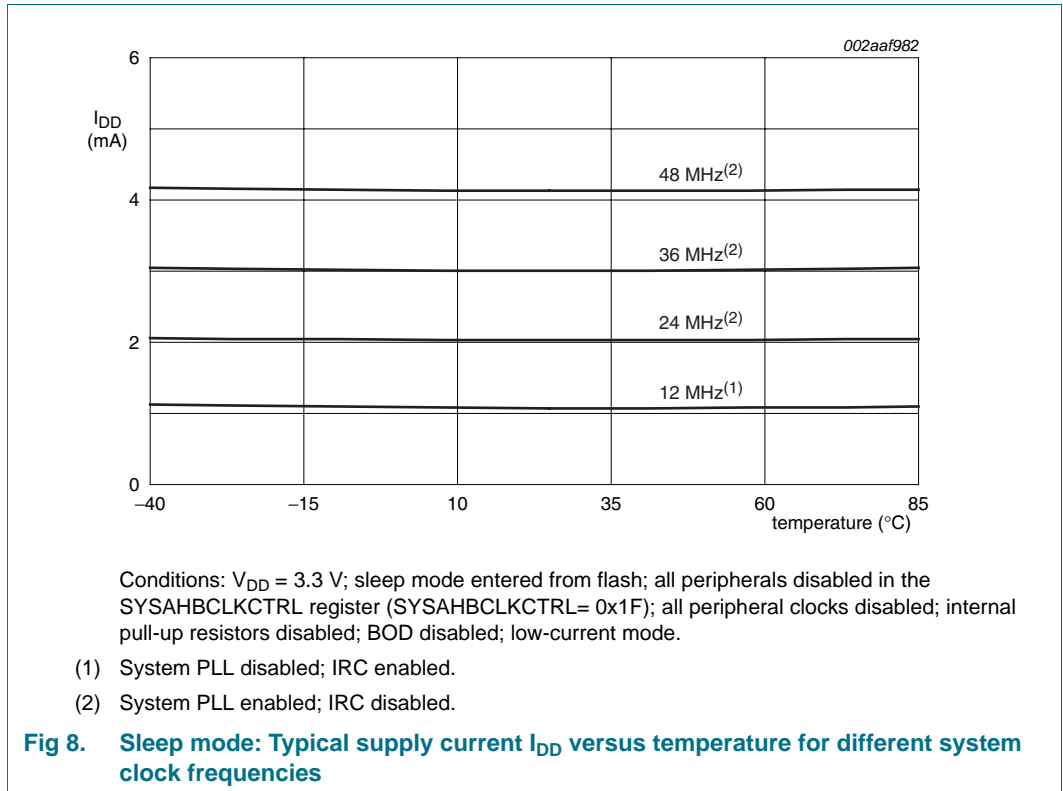 002aaf982
6
I_DD
(mA)
48 MHz(2)
4
36 MHz(2)
24 MHz(2)
2
12 MHz(1)
0
−40 −15 10 35 60 85
temperature (°C)
Conditions: V_DD = 3.3 V; sleep mode entered from flash; all peripherals disabled in the
SYSAHBCLKCTRL register (SYSAHBCLKCTRL= 0x1F); all peripheral clocks disabled; internal
pull-up resistors disabled; BOD disabled; low-current mode.
(1) System PLL disabled; IRC enabled.
(2) System PLL enabled; IRC disabled.
Fig 8. Sleep mode: Typical supply current I_DD versus temperature for different system
clock frequencies